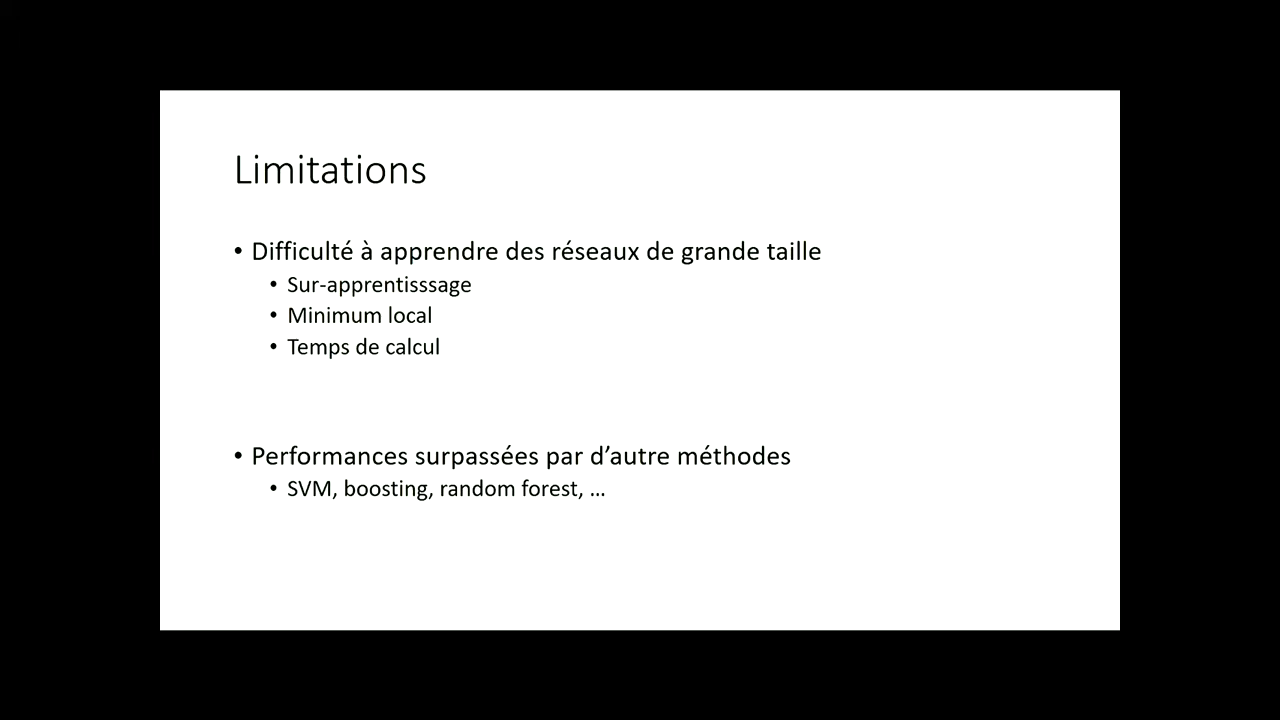 Limitations
• Difficulté à apprendre des réseaux de grande taille
• Sur-apprentisssage
• Minimum local
• Temps de calcul
• Performances surpassées par d’autre méthodes
• SVM, boosting, random forest, …